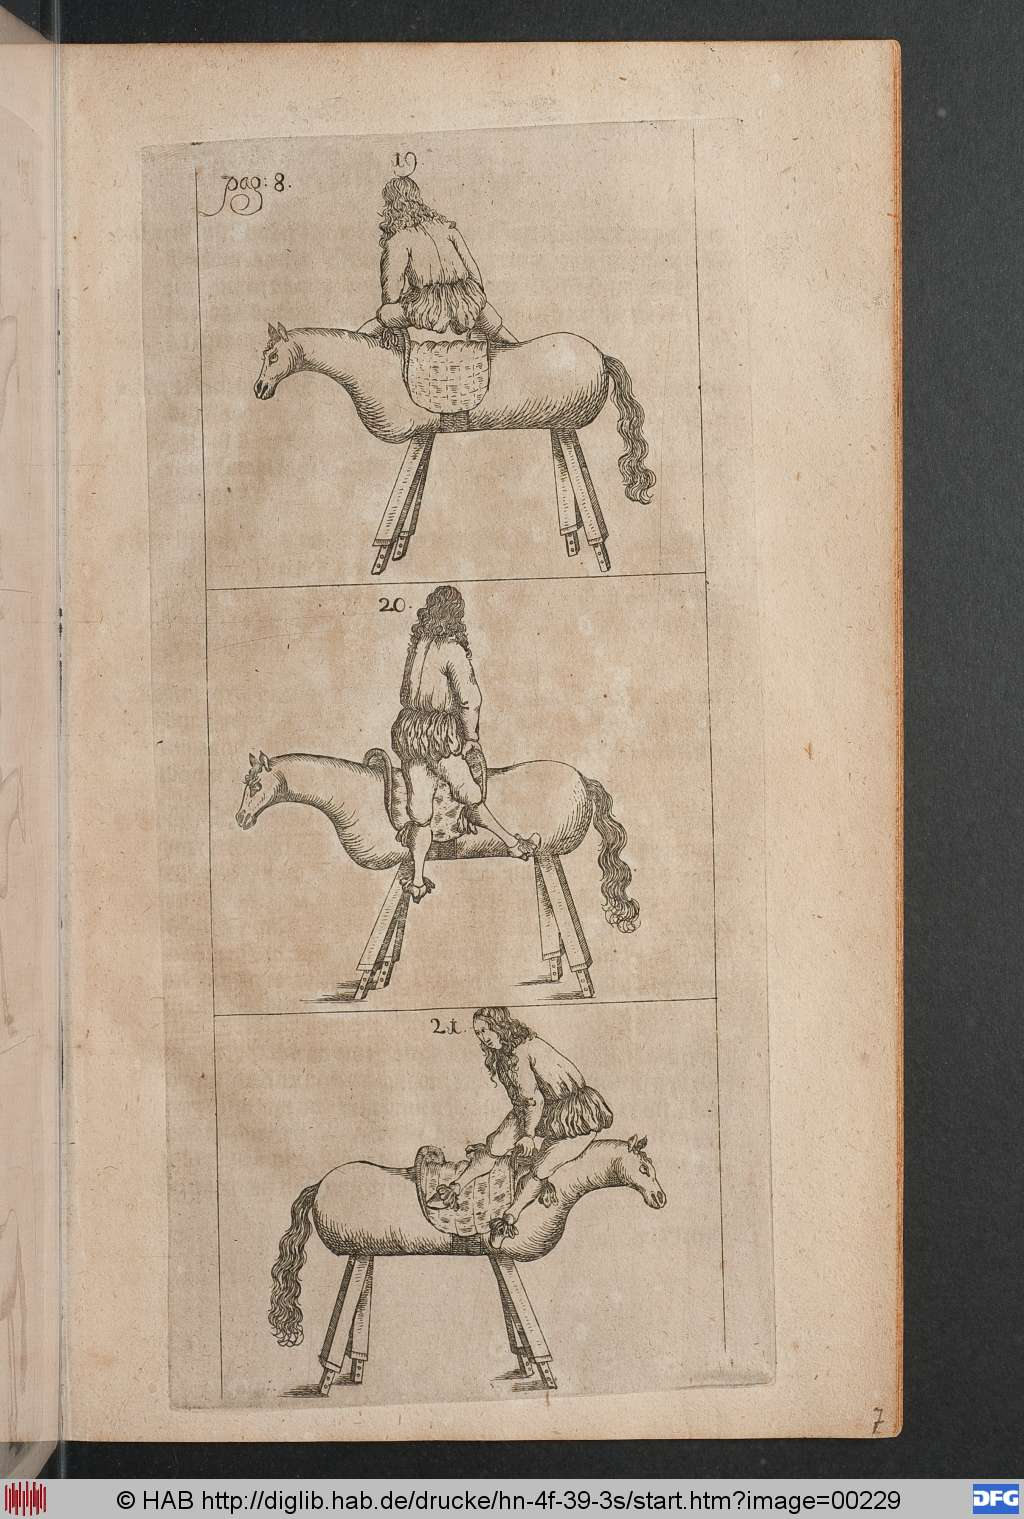 19.
pag: 8.
20.
21.
7
© HAB http://diglib.hab.de/drucke/hn-4f-39-3s/start.htm?image=00229
DFG